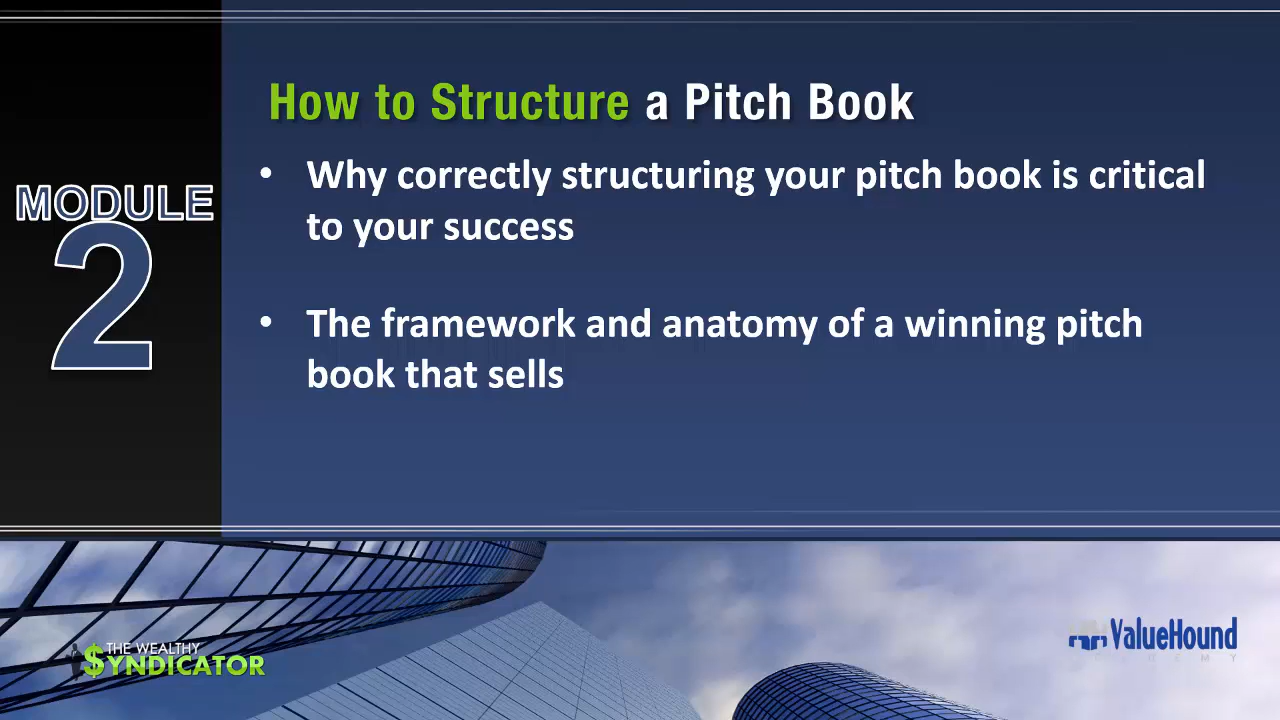 How to Structure a Pitch Book
• Why correctly structuring your pitch book is critical
to your success
MODULE
2
• The framework and anatomy of a winning pitch
book that sells
THE WEALTHY
$YNDICATOR
ValueHound
ACADEMY